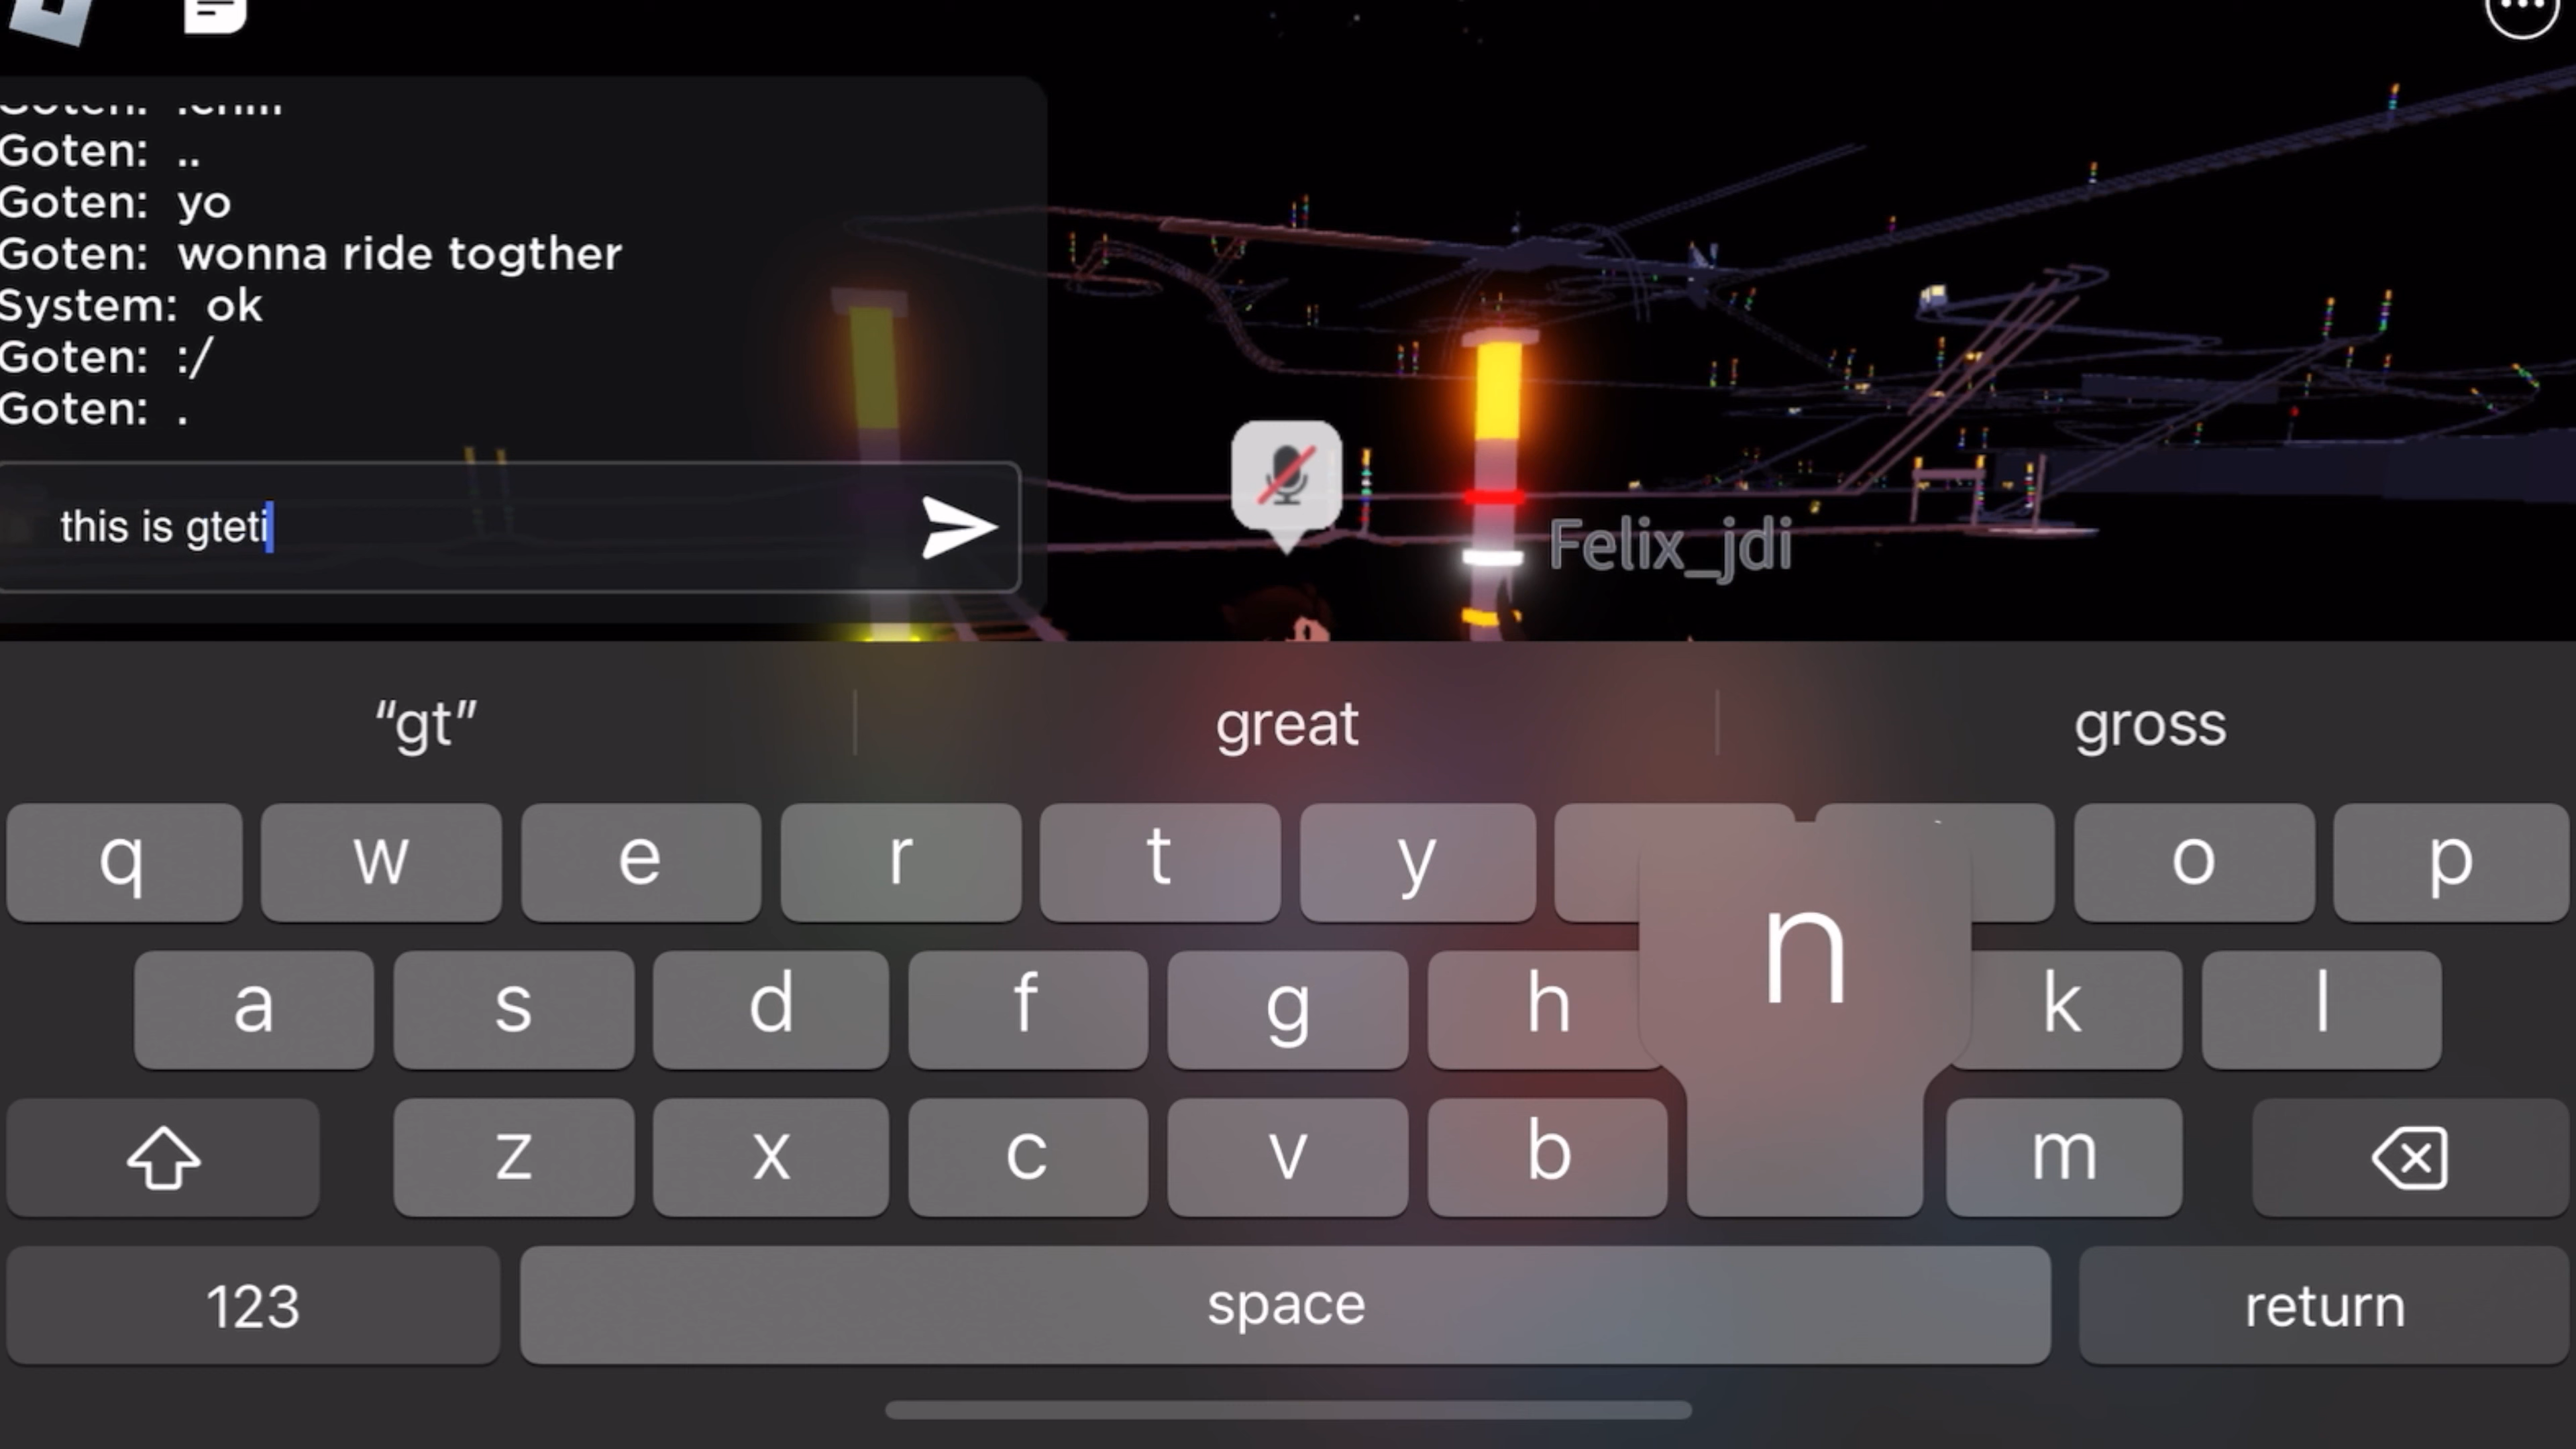 Goten: ..
Goten: yo
Goten: wonna ride togther
System: ok
Goten: :/
Goten: .
this is gteti
Felix_jdi
“gt” great gross
q w e r t y o p
a s d f g h n k l
z x c v b m
123 space return